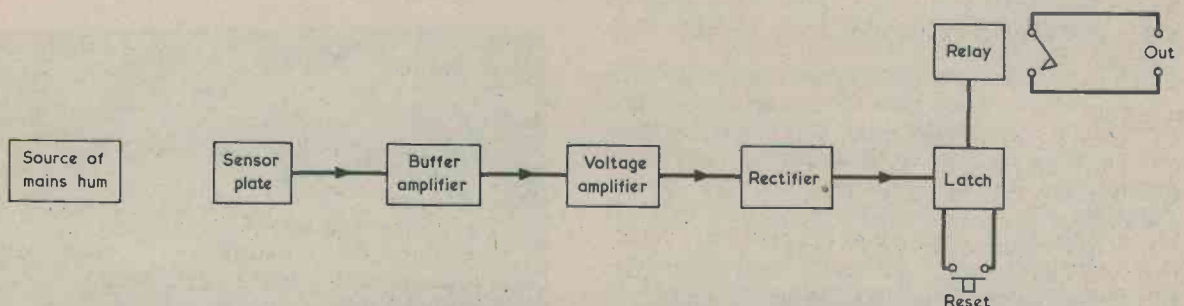 Relay
Out
Source of
mains hum
Sensor
plate
Buffer
amplifier
Voltage
amplifier
Rectifier
Latch
Reset